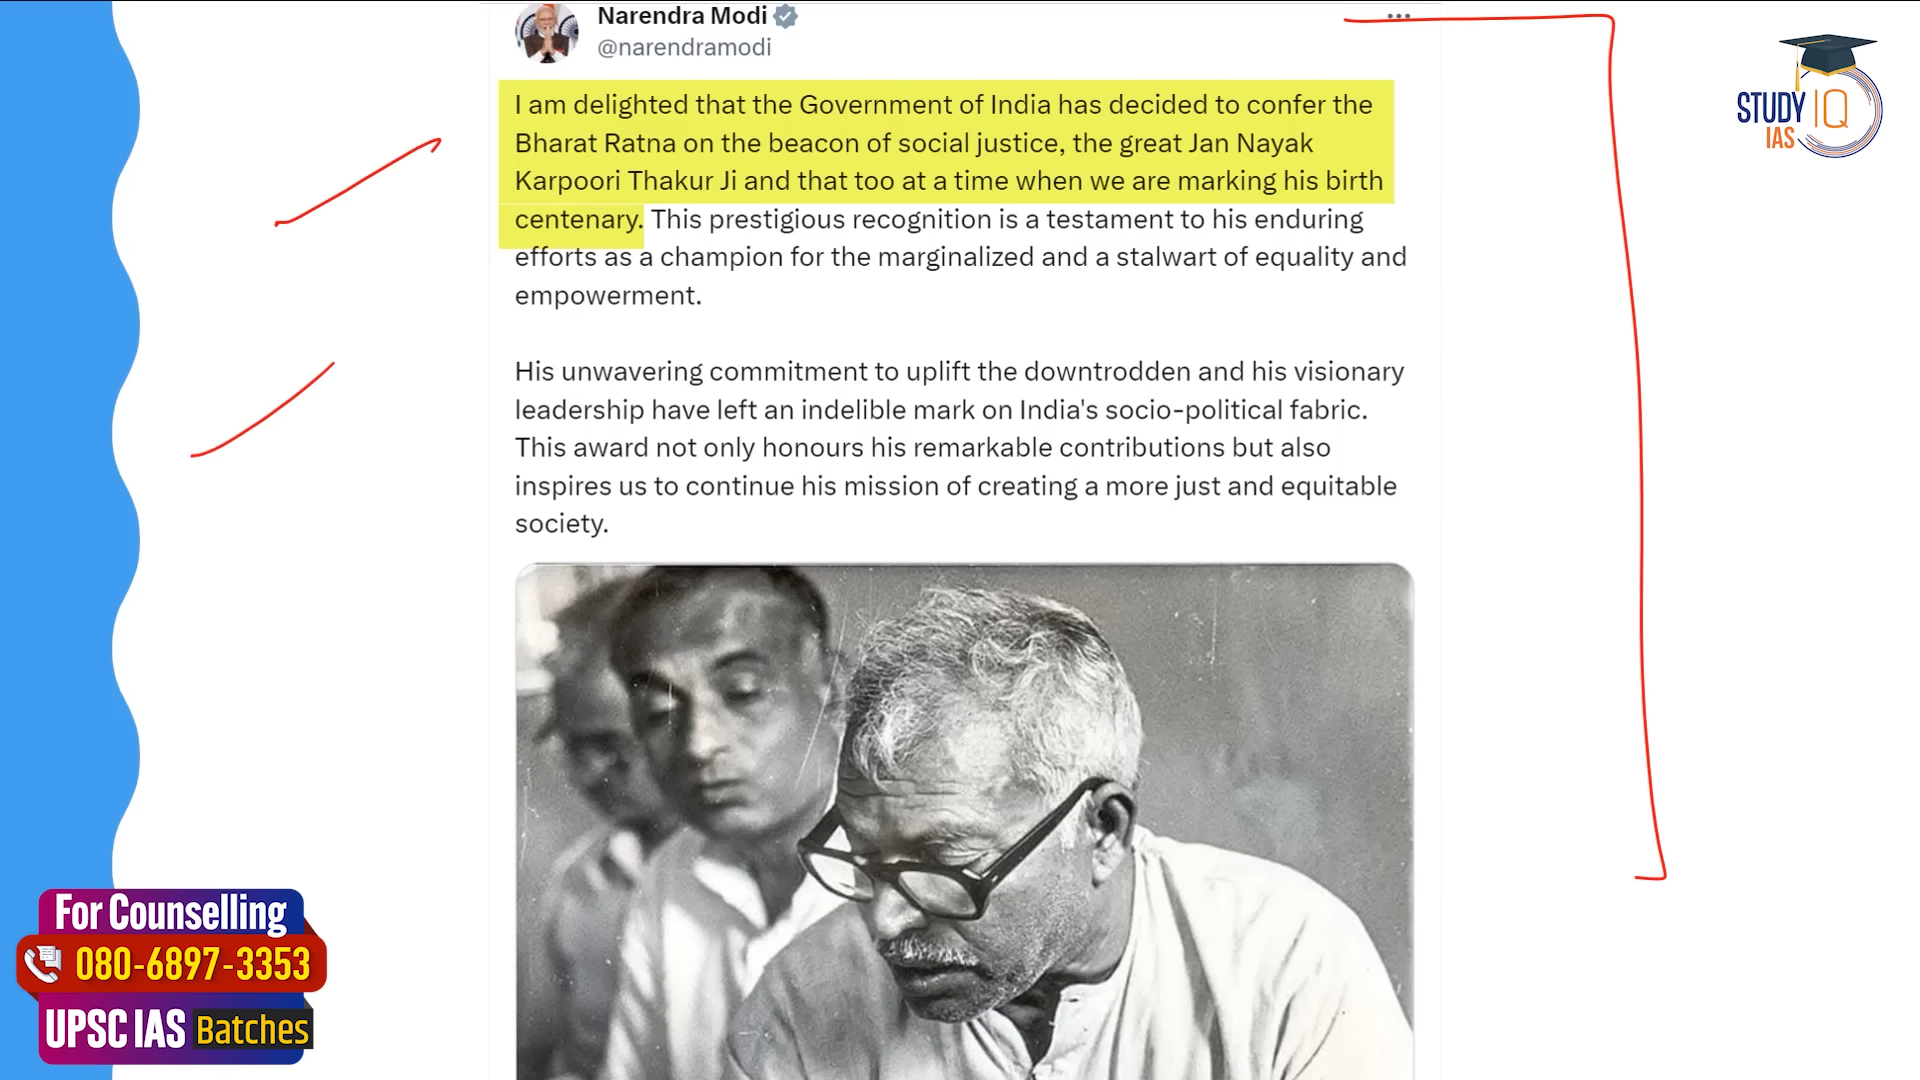 Narendra Modi
@narendramodi
I am delighted that the Government of India has decided to confer the
Bharat Ratna on the beacon of social justice, the great Jan Nayak
Karpoori Thakur Ji and that too at a time when we are marking his birth
centenary. This prestigious recognition is a testament to his enduring
efforts as a champion for the marginalized and a stalwart of equality and
empowerment.
His unwavering commitment to uplift the downtrodden and his visionary
leadership have left an indelible mark on India's socio-political fabric.
This award not only honours his remarkable contributions but also
inspires us to continue his mission of creating a more just and equitable
society.
STUDY IQ
IAS
For Counselling
080-6897-3353
UPSC IAS Batches